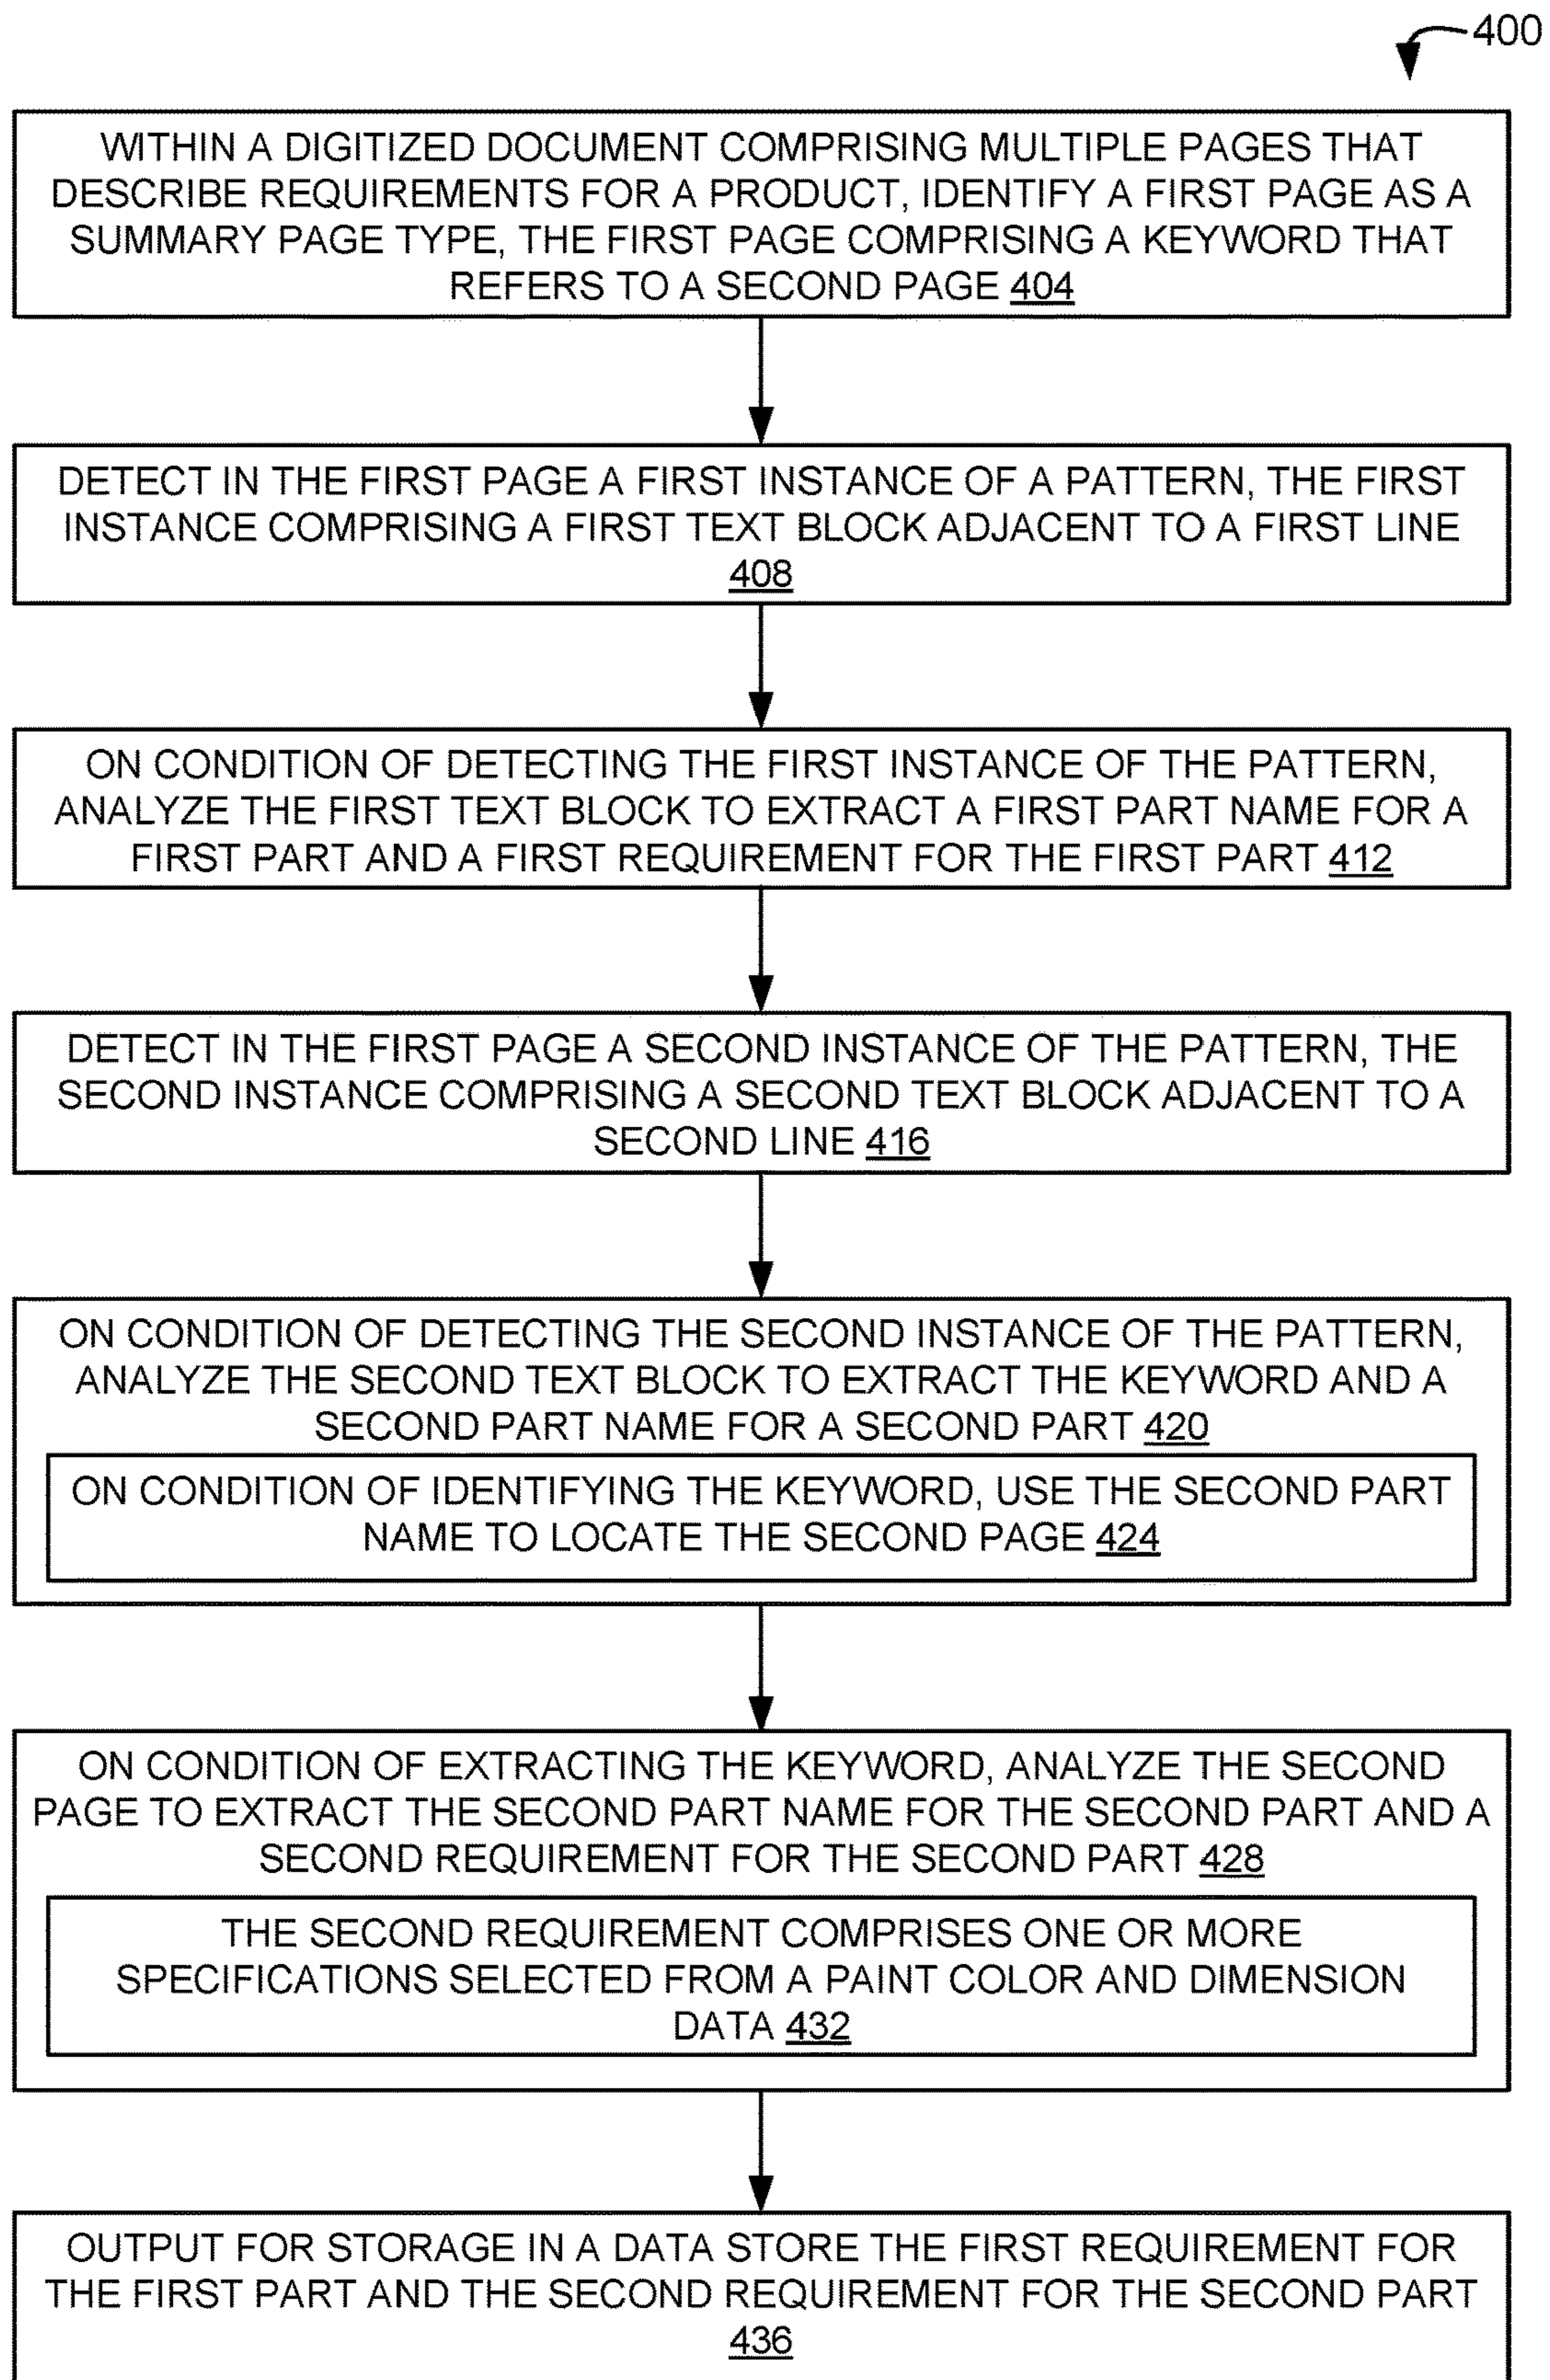 400
WITHIN A DIGITIZED DOCUMENT COMPRISING MULTIPLE PAGES THAT
DESCRIBE REQUIREMENTS FOR A PRODUCT, IDENTIFY A FIRST PAGE AS A
SUMMARY PAGE TYPE, THE FIRST PAGE COMPRISING A KEYWORD THAT
REFERS TO A SECOND PAGE 404
DETECT IN THE FIRST PAGE A FIRST INSTANCE OF A PATTERN, THE FIRST
INSTANCE COMPRISING A FIRST TEXT BLOCK ADJACENT TO A FIRST LINE
408
ON CONDITION OF DETECTING THE FIRST INSTANCE OF THE PATTERN,
ANALYZE THE FIRST TEXT BLOCK TO EXTRACT A FIRST PART NAME FOR A
FIRST PART AND A FIRST REQUIREMENT FOR THE FIRST PART 412
DETECT IN THE FIRST PAGE A SECOND INSTANCE OF THE PATTERN, THE
SECOND INSTANCE COMPRISING A SECOND TEXT BLOCK ADJACENT TO A
SECOND LINE 416
ON CONDITION OF DETECTING THE SECOND INSTANCE OF THE PATTERN,
ANALYZE THE SECOND TEXT BLOCK TO EXTRACT THE KEYWORD AND A
SECOND PART NAME FOR A SECOND PART 420
ON CONDITION OF IDENTIFYING THE KEYWORD, USE THE SECOND PART
NAME TO LOCATE THE SECOND PAGE 424
ON CONDITION OF EXTRACTING THE KEYWORD, ANALYZE THE SECOND
PAGE TO EXTRACT THE SECOND PART NAME FOR THE SECOND PART AND A
SECOND REQUIREMENT FOR THE SECOND PART 428
THE SECOND REQUIREMENT COMPRISES ONE OR MORE
SPECIFICATIONS SELECTED FROM A PAINT COLOR AND DIMENSION
DATA 432
OUTPUT FOR STORAGE IN A DATA STORE THE FIRST REQUIREMENT FOR
THE FIRST PART AND THE SECOND REQUIREMENT FOR THE SECOND PART
436